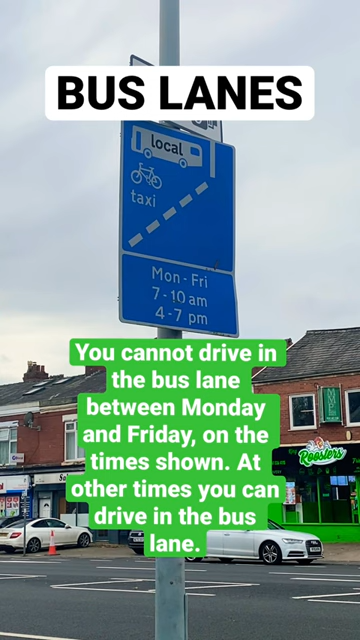 BUS LANES
local
taxi
Mon - Fri
7 - 10 am
4 - 7 pm
You cannot drive in
the bus lane
between Monday
and Friday, on the
times shown. At
other times you can
drive in the bus
lane.
Roosters